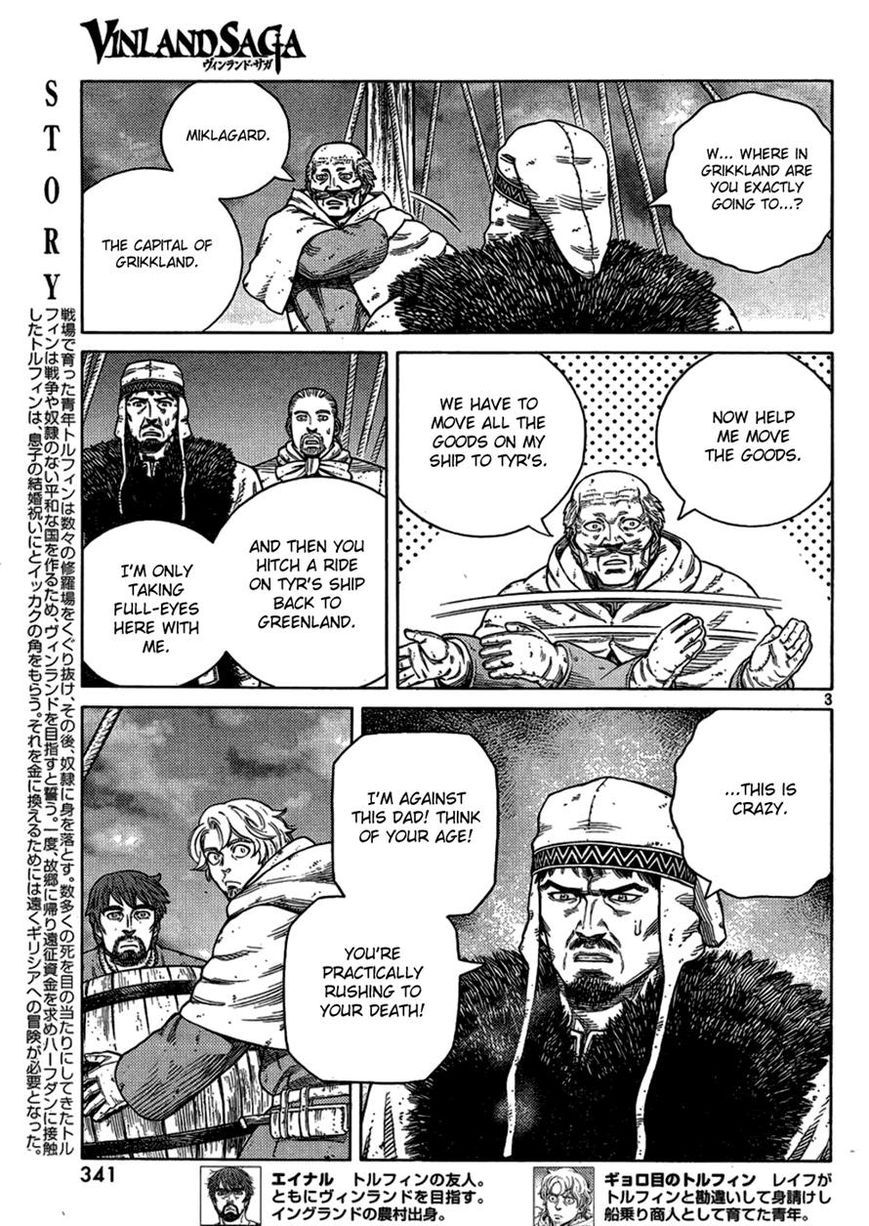 VINLAND SAGA
ヴィンランド・サガ
STORY
戦場で育った青年トルフィンは数々の修羅場をくぐり抜け、その後、奴隷に身を落とす。数多くの死を目の当たりにしてきたトル
フィンは戦争や奴隷のない平和な国を作るため、ヴィンランドを目指すと誓う。一度、故郷に帰り遠征資金を求めハーフダンに接触
したトルフィンは、息子の結婚祝いにとイッカクの角をもらう。それを金に換えるためには遠くギリシアへの冒険が必要となった。
W... WHERE IN
GRIKKLAND ARE
YOU EXACTLY
GOING TO...?
MIKLAGARD.
THE CAPITAL OF
GRIKKLAND.
NOW HELP
ME MOVE
THE GOODS.
WE HAVE TO
MOVE ALL THE
GOODS ON MY
SHIP TO TYR'S.
AND THEN YOU
HITCH A RIDE
ON TYR'S SHIP
BACK TO
GREENLAND.
I'M ONLY
TAKING
FULL-EYES
HERE WITH
ME.
3
...THIS IS
CRAZY.
I'M AGAINST
THIS DAD! THINK
OF YOUR AGE!
YOU'RE
PRACTICALLY
RUSHING TO
YOUR DEATH!
341
エイナル トルフィンの友人。
ともにヴィンランドを目指す。
イングランドの農村出身。
ギョロ目のトルフィン レイフが
トルフィンと勘違いして身請けし
船乗り商人として育てた青年。